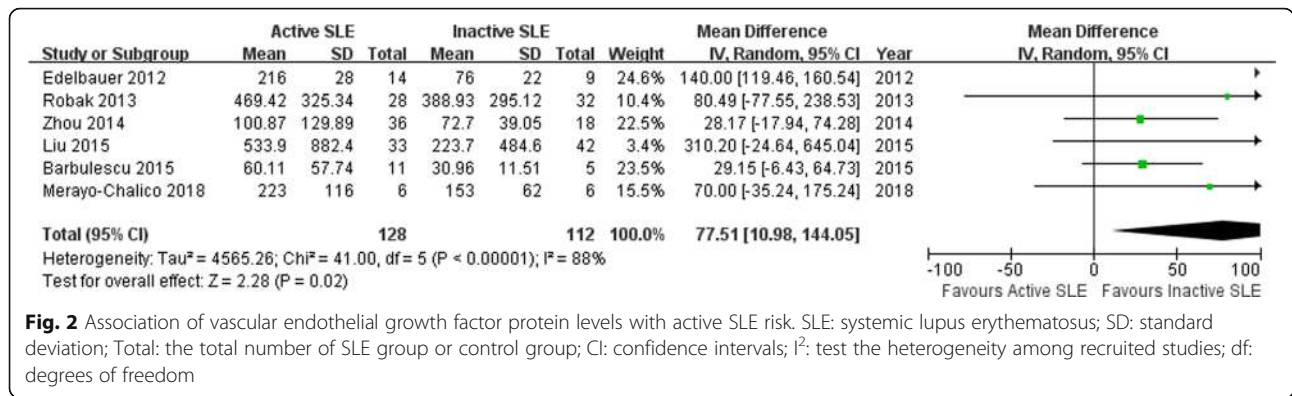 Active SLE Inactive SLE Mean Difference Mean Difference
Study or Subgroup Mean SD Total Mean SD Total Weight IV, Random, 95% CI Year IV, Random, 95% CI
Edelbauer 2012 216 28 14 76 22 9 24.6% 140.00 [119.46, 160.54] 2012
Robak 2013 469.42 325.34 28 388.93 295.12 32 10.4% 80.49 [-77.55, 238.53] 2013
Zhou 2014 100.87 129.89 36 72.7 39.05 18 22.5% 28.17 [-17.94, 74.28] 2014
Liu 2015 533.9 882.4 33 223.7 484.6 42 3.4% 310.20 [-24.64, 645.04] 2015
Barbulescu 2015 60.11 57.74 11 30.96 11.51 5 23.5% 29.15 [-6.43, 64.73] 2015
Merayo-Chalico 2018 223 116 6 153 62 6 15.5% 70.00 [-35.24, 175.24] 2018
Total (95% CI) 128 112 100.0% 77.51 [10.98, 144.05]
Heterogeneity: Tau² = 4565.26; Chi² = 41.00, df = 5 (P < 0.00001); I² = 88%
Test for overall effect: Z = 2.28 (P = 0.02)
-100 -50 0 50 100
Favours Active SLE Favours Inactive SLE
Fig. 2 Association of vascular endothelial growth factor protein levels with active SLE risk. SLE: systemic lupus erythematosus; SD: standard
deviation; Total: the total number of SLE group or control group; CI: confidence intervals; I²: test the heterogeneity among recruited studies; df:
degrees of freedom